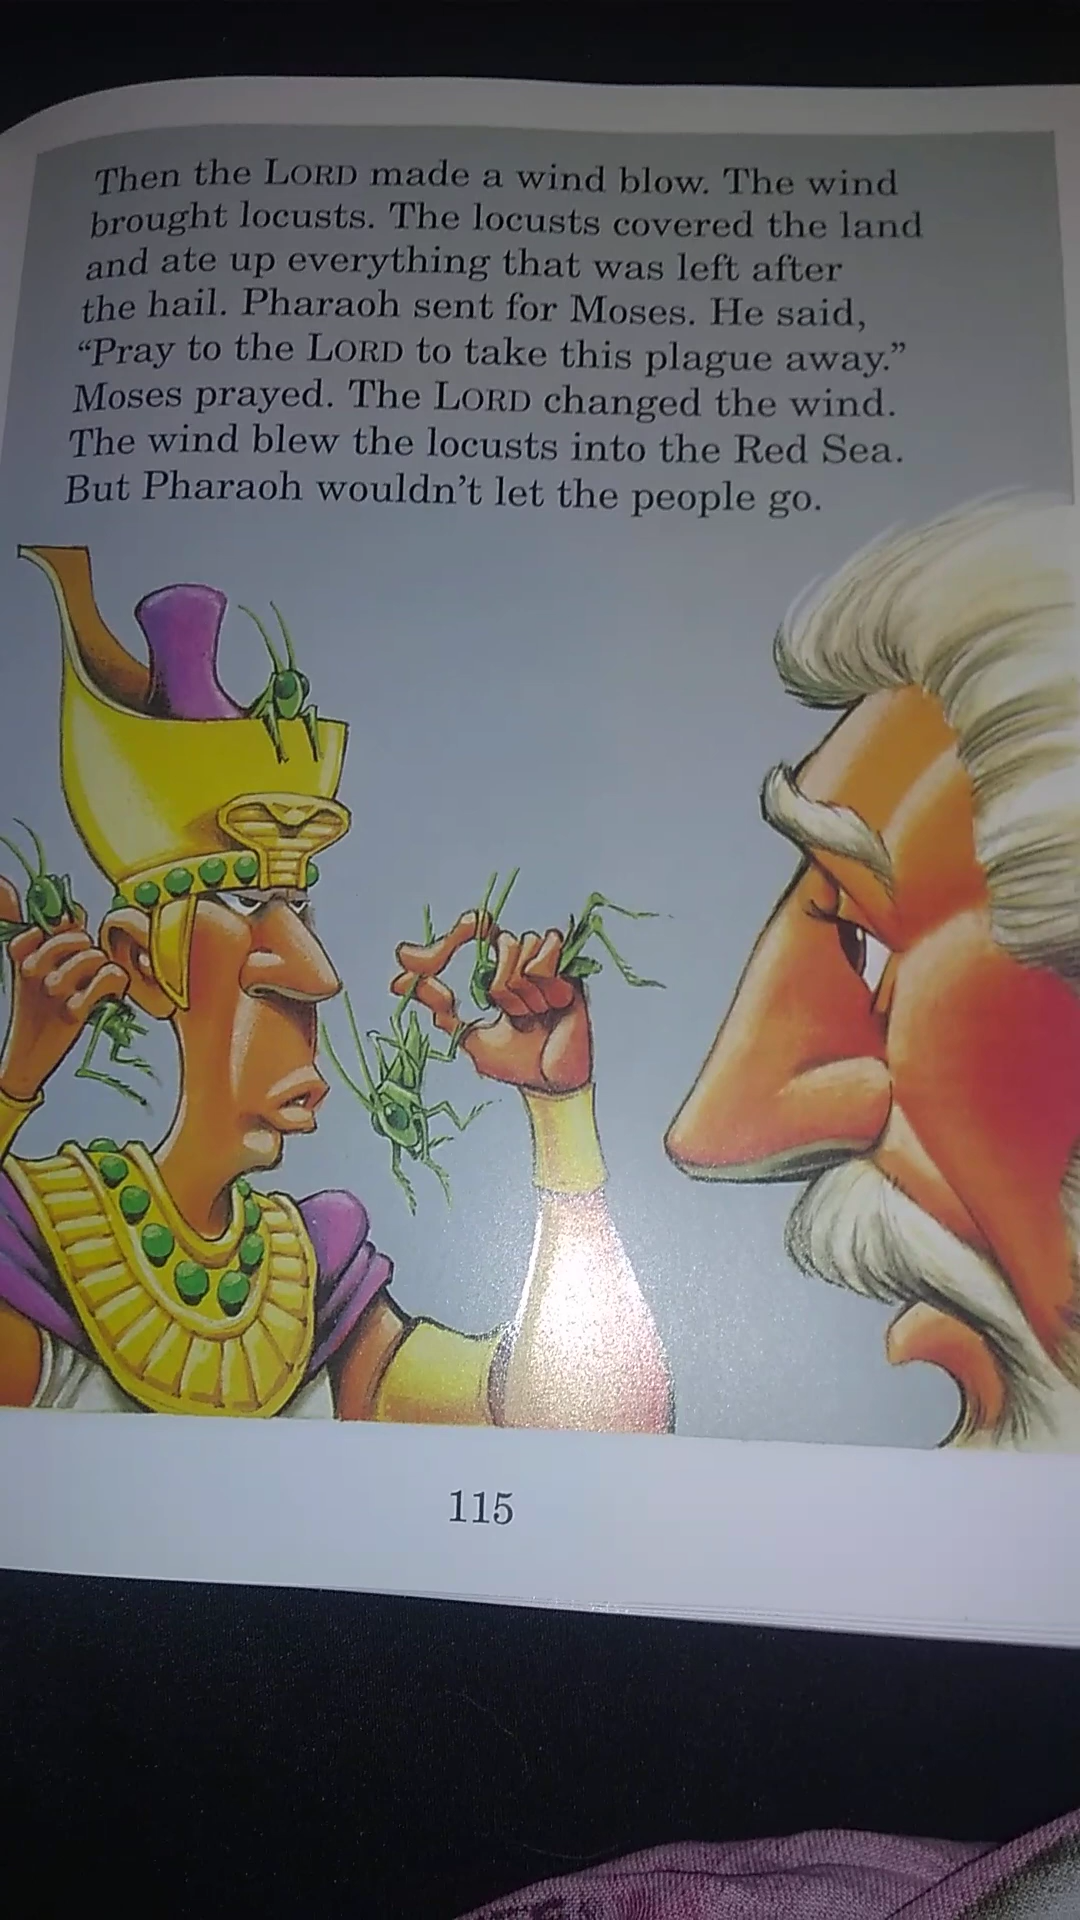 Then the LORD made a wind blow. The wind
brought locusts. The locusts covered the land
and ate up everything that was left after
the hail. Pharaoh sent for Moses. He said,
“Pray to the LORD to take this plague away.”
Moses prayed. The LORD changed the wind.
The wind blew the locusts into the Red Sea.
But Pharaoh wouldn’t let the people go.
115